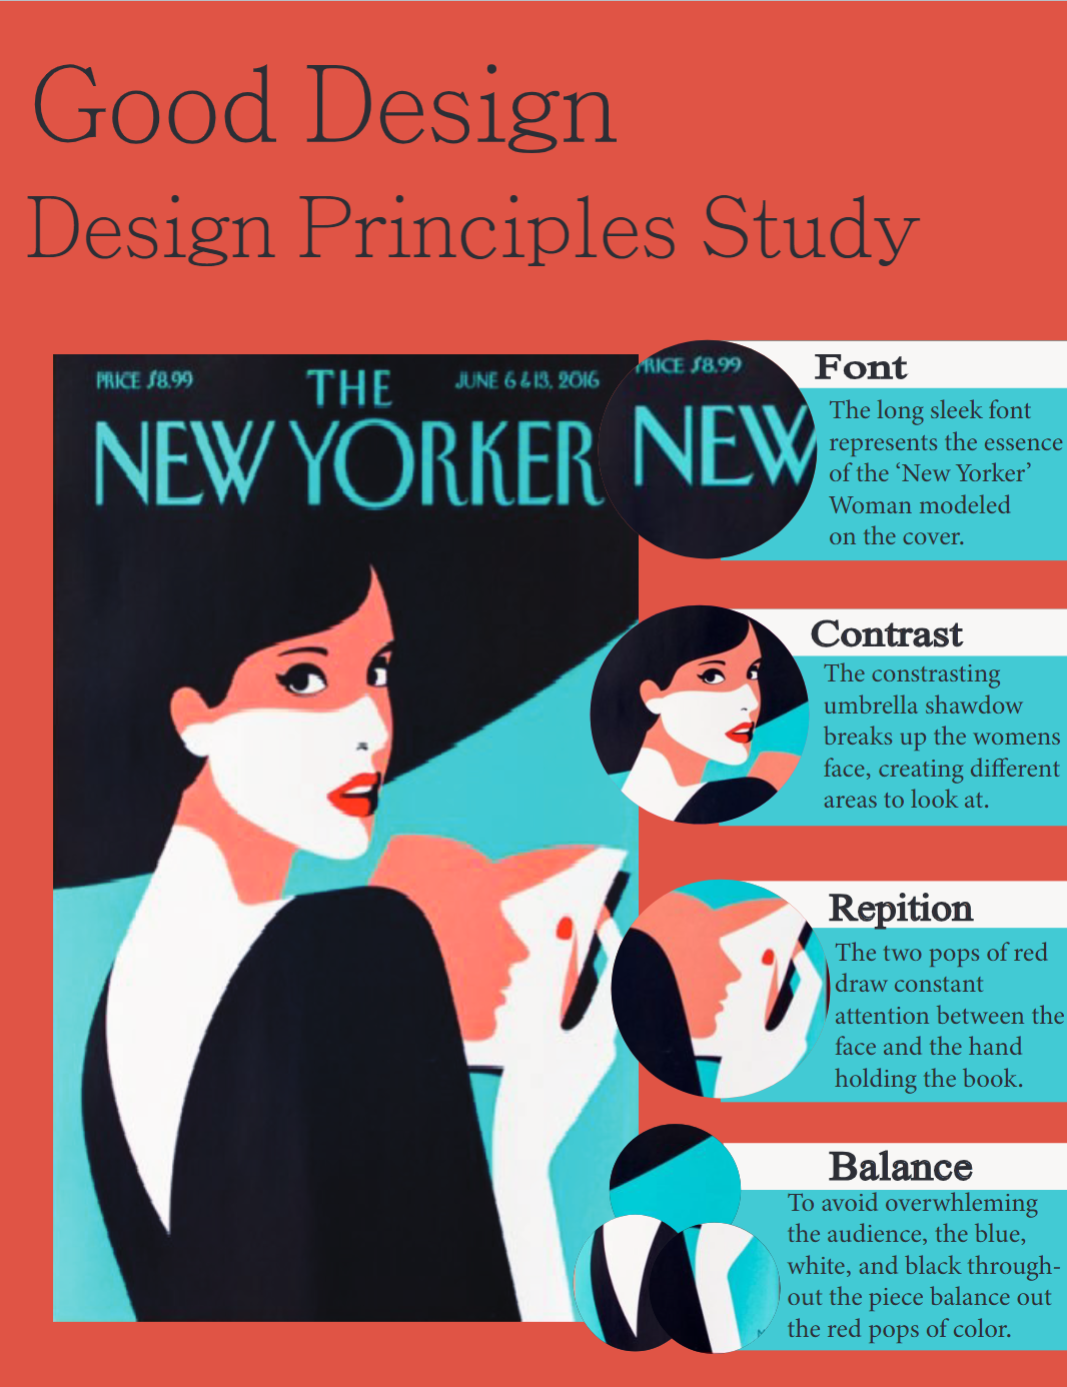 Good Design
Design Principles Study
PRICE $8.99
THE
JUNE 6 & 13, 2016
NEW YORKER
RICE $8.99
NEW
Font
The long sleek font
represents the essence
of the ‘New Yorker’
Woman modeled
on the cover.
Contrast
The constrasting
umbrella shawdow
breaks up the womens
face, creating different
areas to look at.
Repition
The two pops of red
draw constant
attention between the
face and the hand
holding the book.
Balance
To avoid overwhleming
the audience, the blue,
white, and black through-
out the piece balance out
the red pops of color.